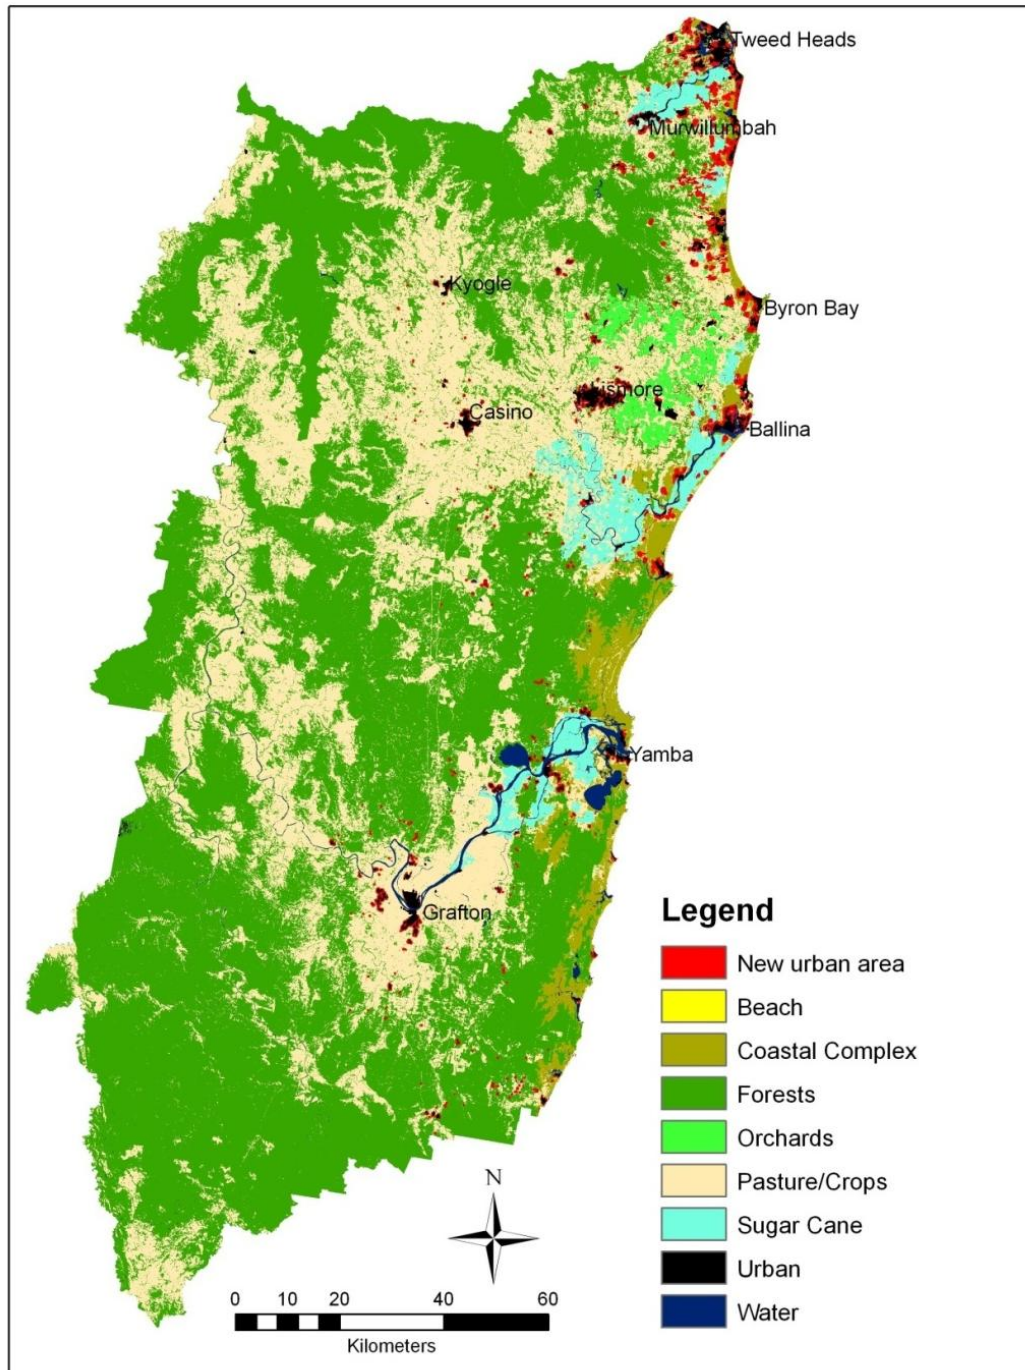 Tweed Heads
Murwillumbah
Kyogle
Byron Bay
Lismore
Casino
Ballina
Yamba
Grafton
Legend
New urban area
Beach
Coastal Complex
Forests
Orchards
Pasture/Crops
Sugar Cane
Urban
Water
N
0 10 20 40 60
Kilometers